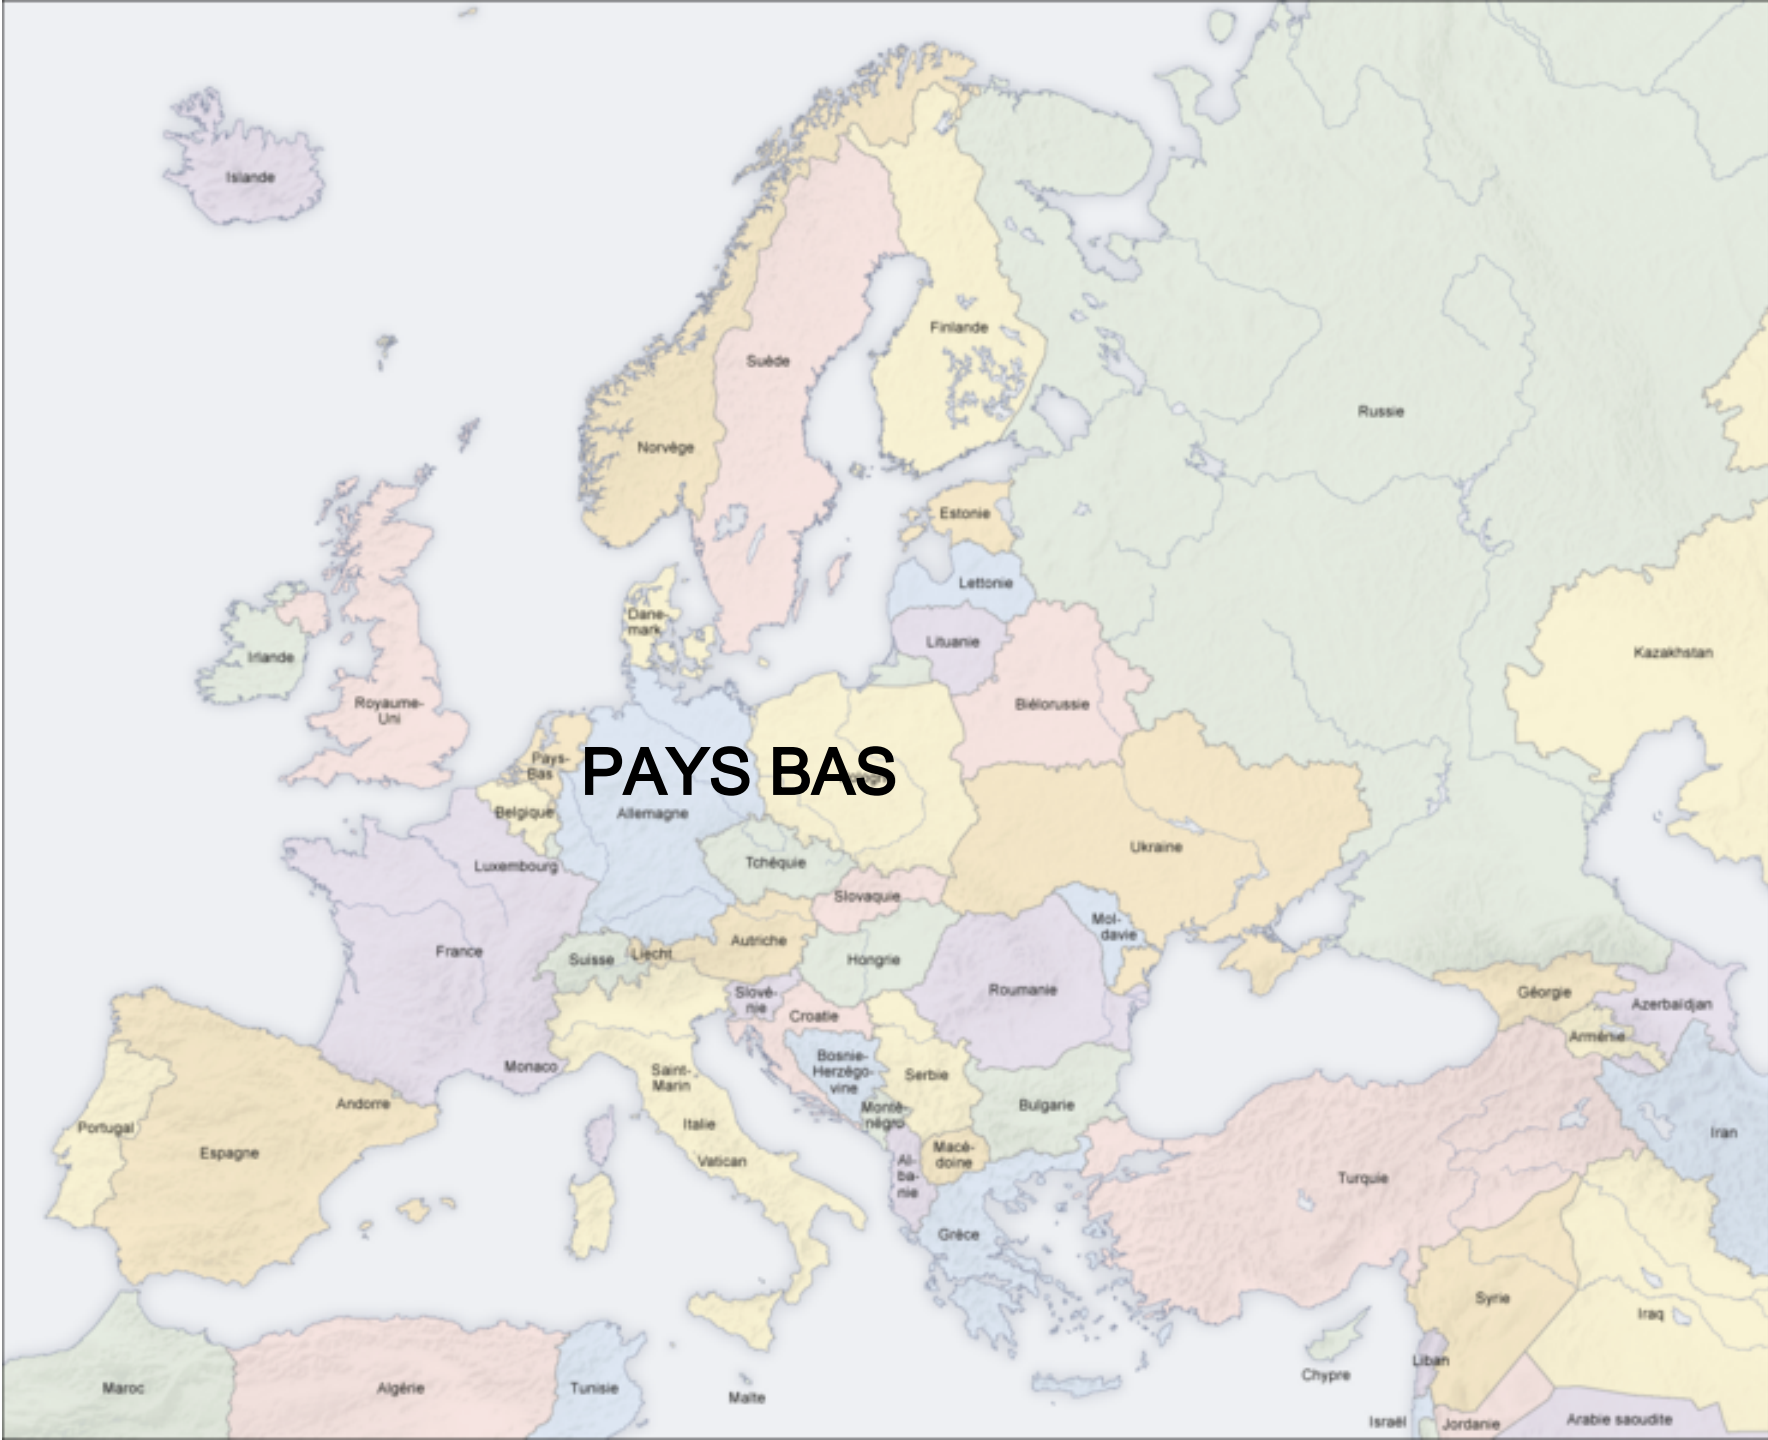 Islande
Finlande
Suède
Russie
Norvège
Estonie
Lettonie
Dane-
mark
Lituanie
Irlande
Kazakhstan
Royaume-
Uni
Biélorussie
Pays-
Bas
PAYS BAS
Belgique
Allemagne
Ukraine
Luxembourg
Tchéquie
Slovaquie
Mol-
davie
Autriche
France
Liecht
Suisse
Hongrie
Roumanie
Slové-
nie
Géorgie
Azerbaïdjan
Croatie
Arménie
Bosnie-
Herzégo-
vine
Monaco
Saint-
Marin
Serbie
Andorre
Monté-
négro
Bulgarie
Portugal
Italie
Iran
Espagne
Vatican
Macé-
doine
Al-
ba-
nie
Turquie
Grèce
Syrie
Iraq
Liban
Chypre
Maroc
Algérie
Tunisie
Malte
Israël
Jordanie
Arabie saoudite